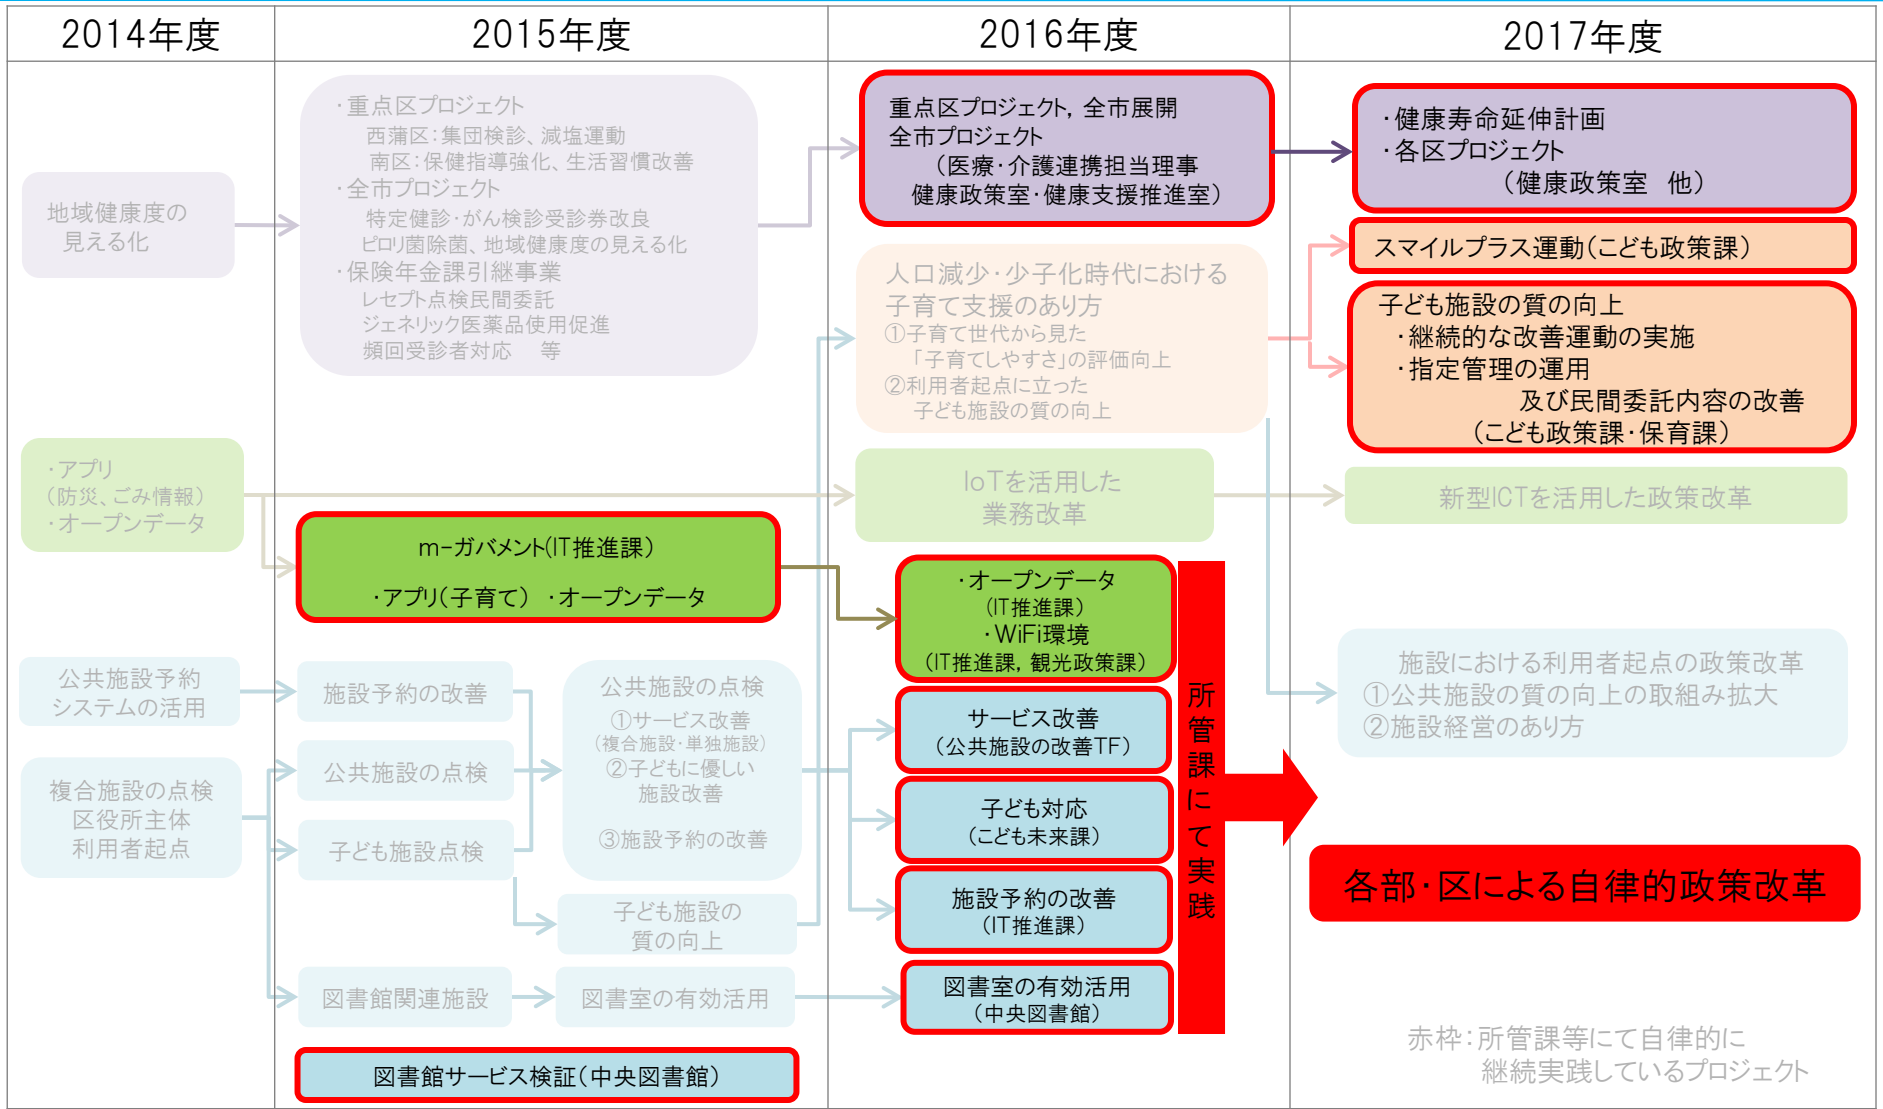 2014年度
2015年度
2016年度
2017年度
地域健康度の
見える化
・アプリ
（防災、ごみ情報）
・オープンデータ
公共施設予約
システムの活用
複合施設の点検
区役所主体
利用者起点
・重点区プロジェクト
西蒲区：集団検診、減塩運動
南区：保健指導強化、生活習慣改善
・全市プロジェクト
特定健診・がん検診受診券改良
ピロリ菌除菌、地域健康度の見える化
・保険年金課引継事業
レセプト点検民間委託
ジェネリック医薬品使用促進
頻回受診者対応　等
m-ガバメント(IT推進課)
・アプリ（子育て）　・オープンデータ
施設予約の改善
公共施設の点検
子ども施設点検
図書館関連施設
公共施設の点検
①サービス改善
（複合施設・単独施設）
②子どもに優しい
施設改善
③施設予約の改善
子ども施設の
質の向上
図書室の有効活用
図書館サービス検証（中央図書館）
重点区プロジェクト，全市展開
全市プロジェクト
（医療・介護連携担当理事
健康政策室・健康支援推進室）
人口減少・少子化時代における
子育て支援のあり方
①子育て世代から見た
「子育てしやすさ」の評価向上
②利用者起点に立った
子ども施設の質の向上
IoTを活用した
業務改革
・オープンデータ
（IT推進課）
・WiFi環境
（IT推進課，観光政策課）
サービス改善
（公共施設の改善TF）
子ども対応
（こども未来課）
施設予約の改善
（IT推進課）
図書室の有効活用
（中央図書館）
所管課にて実践
・健康寿命延伸計画
・各区プロジェクト
（健康政策室　他）
スマイルプラス運動（こども政策課）
子ども施設の質の向上
・継続的な改善運動の実施
・指定管理の運用
及び民間委託内容の改善
（こども政策課・保育課）
新型ICTを活用した政策改革
施設における利用者起点の政策改革
①公共施設の質の向上の取組み拡大
②施設経営のあり方
各部・区による自律的政策改革
赤枠：所管課等にて自律的に
継続実践しているプロジェクト